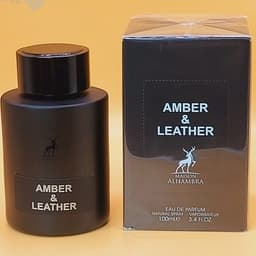 AMBER
&
LEATHER
AMBER
&
LEATHER
MAISON
ALHAMBRA
EAU DE PARFUM
NATURAL SPRAY - VAPORISATEUR
100ml℮ 3.4 FL.OZ.